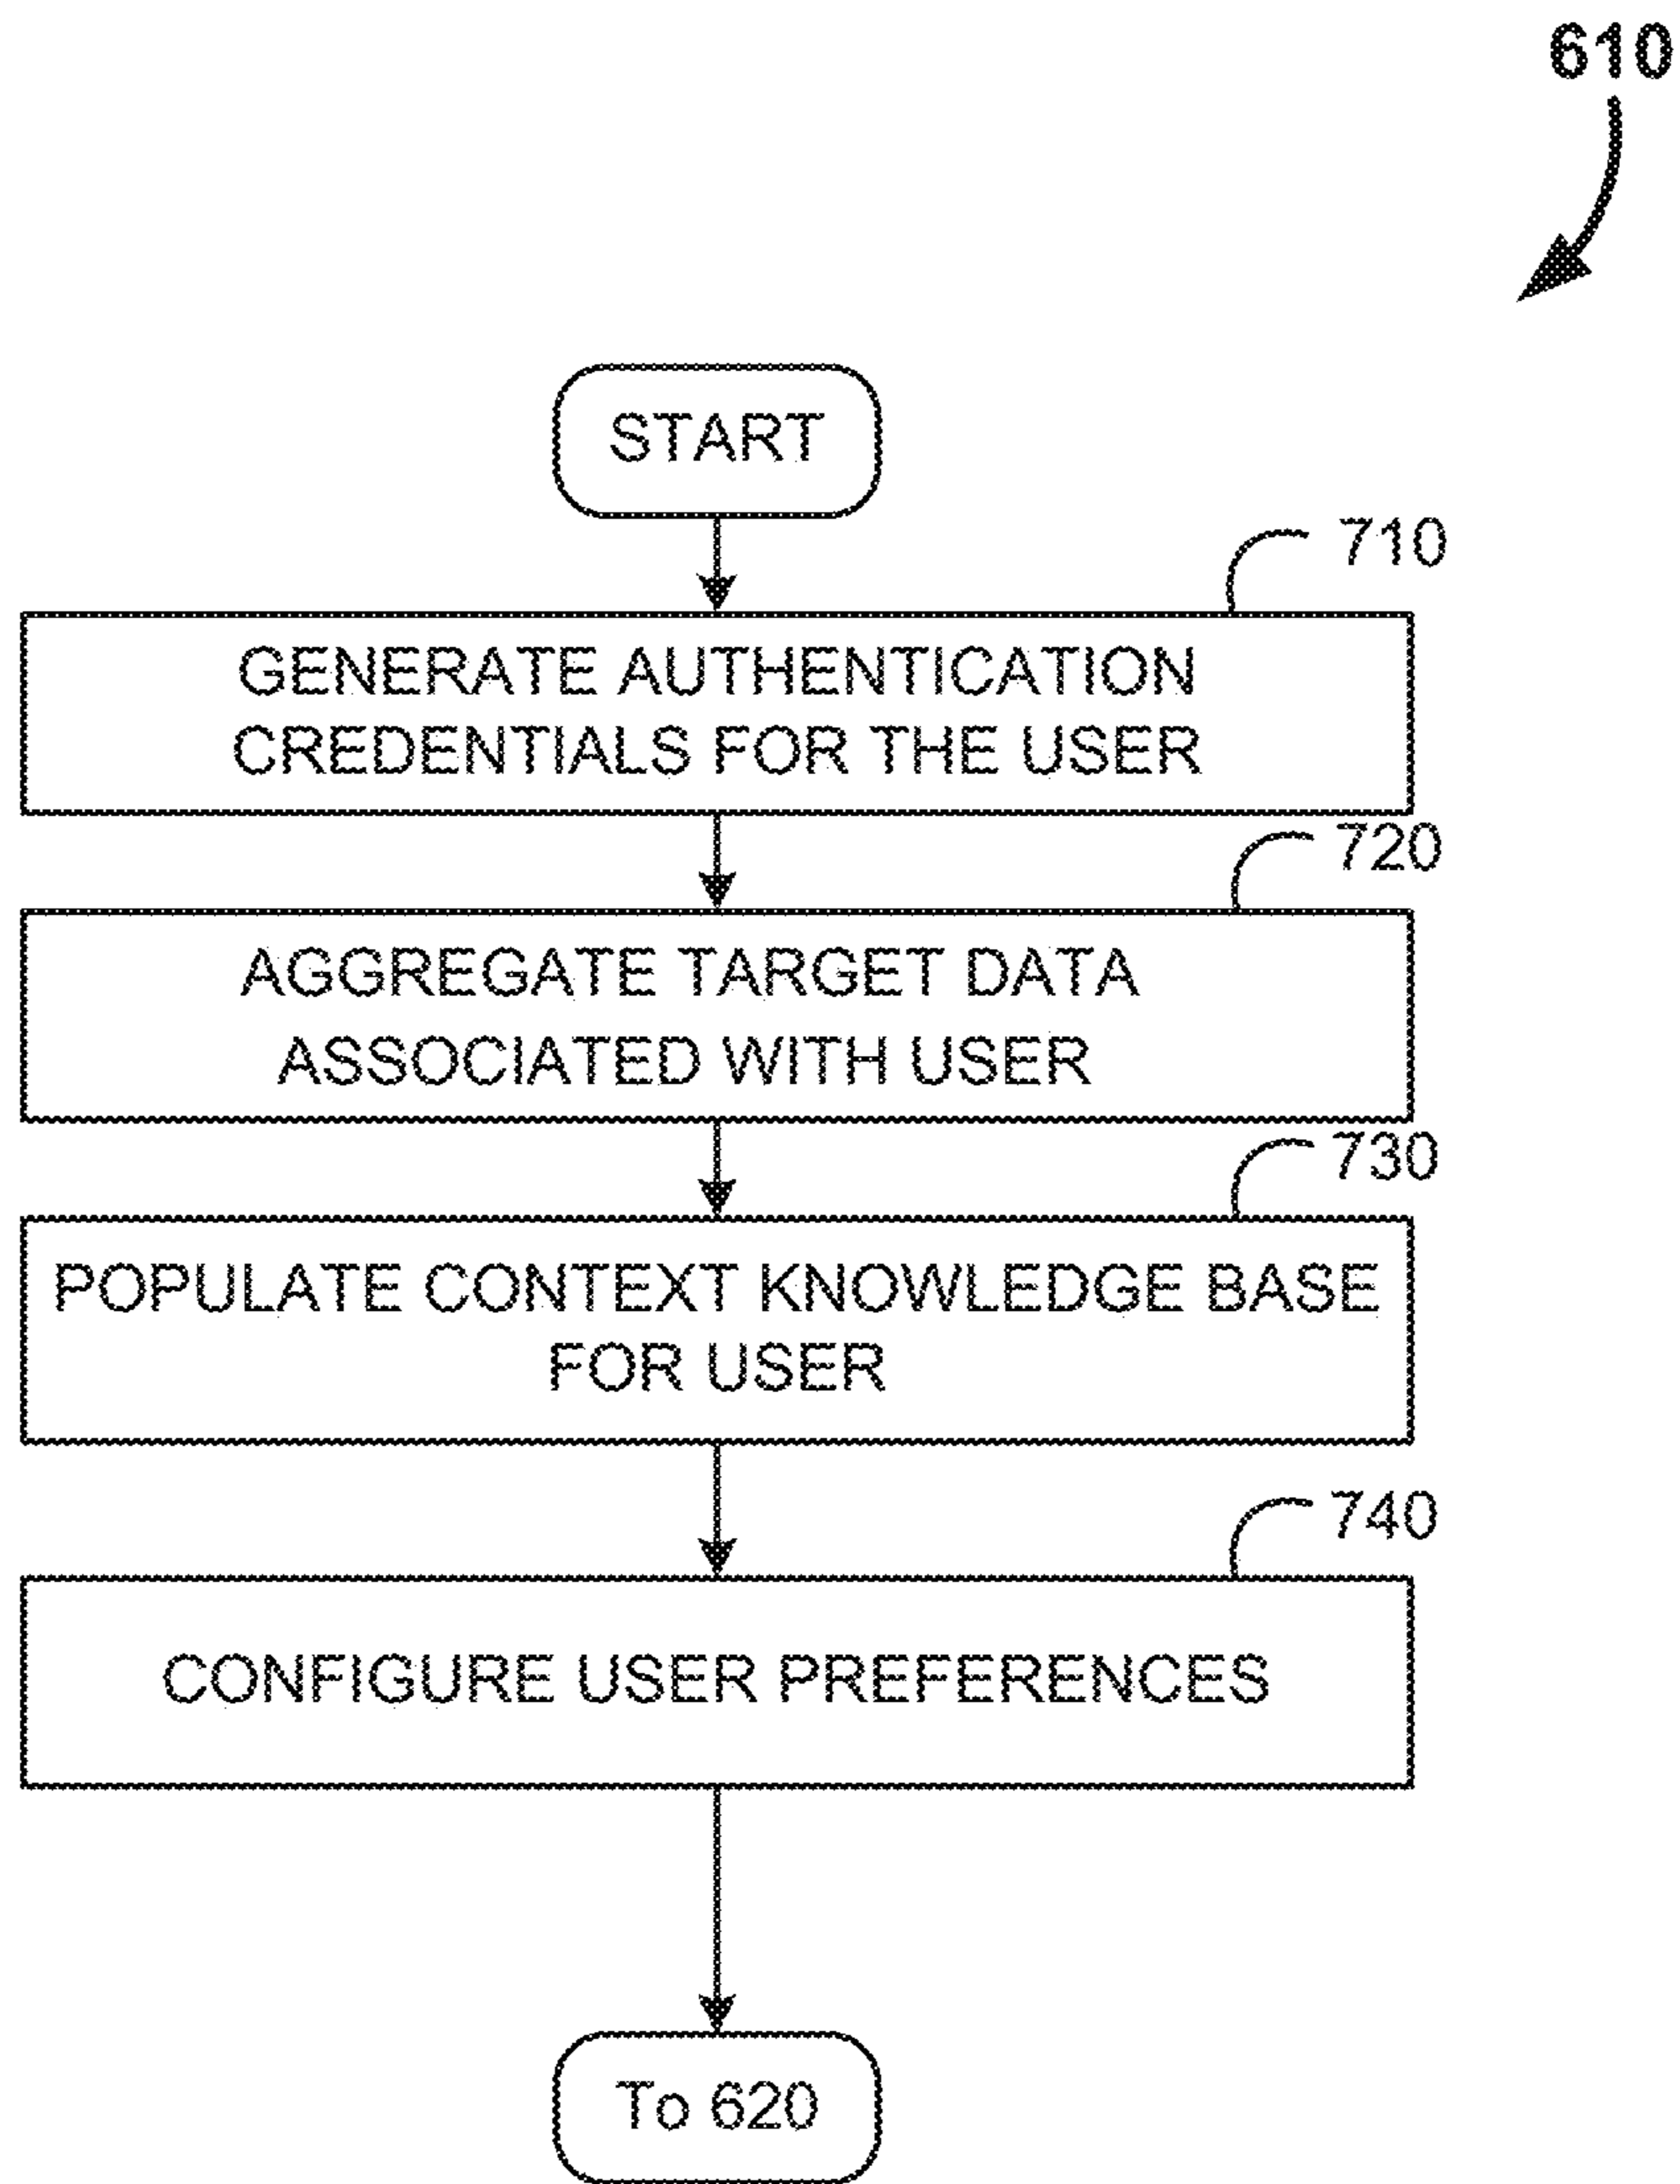 610
START
710
GENERATE AUTHENTICATION
CREDENTIALS FOR THE USER
720
AGGREGATE TARGET DATA
ASSOCIATED WITH USER
730
POPULATE CONTEXT KNOWLEDGE BASE
FOR USER
740
CONFIGURE USER PREFERENCES
To 620